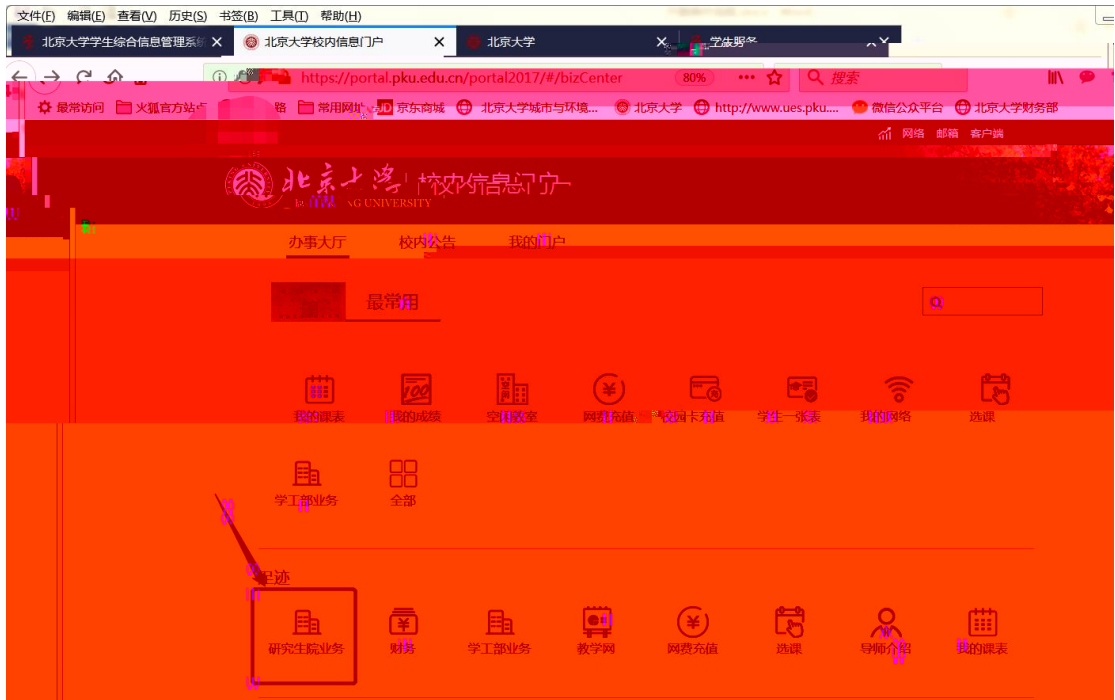 文件(F) 编辑(E) 查看(V) 历史(S) 书签(B) 工具(T) 帮助(H)
北京大学学生综合信息管理系统 北京大学校内信息门户 北京大学 学生服务
https://portal.pku.edu.cn/portal2017/#/bizCenter 80% 搜索
最常访问 火狐官方站点 常用网址 JD 京东商城 北京大学城市与环境... 北京大学 http://www.ues.pku.... 微信公众平台 北京大学财务部
网络 邮箱 客户端
北京大学 校内信息门户
UNIVERSITY
办事大厅 校内公告 我的门户
最常用
我的课表 我的成绩 空闲教室 网费充值 校园卡充值 学生一张表 我的网络 选课
学工部业务 全部
足迹
研究生院业务 财务 学工部业务 教学网 网费充值 选课 导师介绍 我的课表